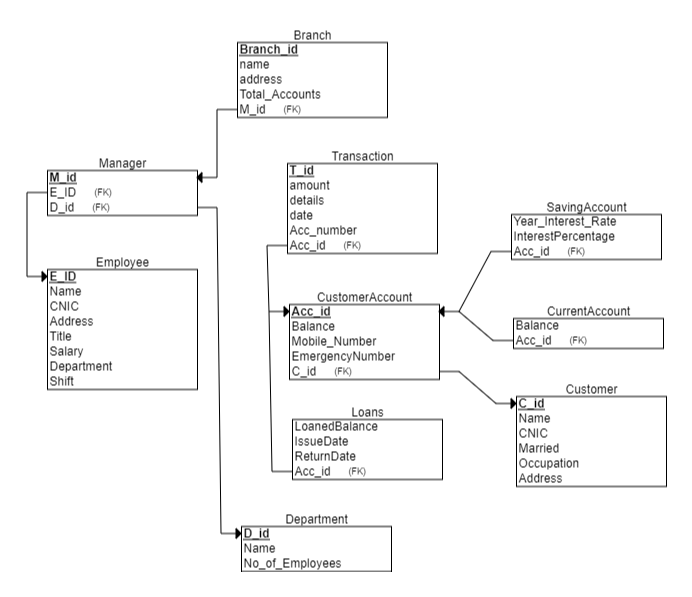 Branch
Branch_id
name
address
Total_Accounts
M_id (FK)
Manager
M_id
E_ID (FK)
D_id (FK)
Transaction
T_id
amount
details
date
Acc_number
Acc_id (FK)
SavingAccount
Year_Interest_Rate
InterestPercentage
Acc_id (FK)
Employee
E_ID
Name
CNIC
Address
Title
Salary
Department
Shift
CustomerAccount
Acc_id
Balance
Mobile_Number
EmergencyNumber
C_id (FK)
CurrentAccount
Balance
Acc_id (FK)
Customer
C_id
Name
CNIC
Married
Occupation
Address
Loans
LoanedBalance
IssueDate
ReturnDate
Acc_id (FK)
Department
D_id
Name
No_of_Employees